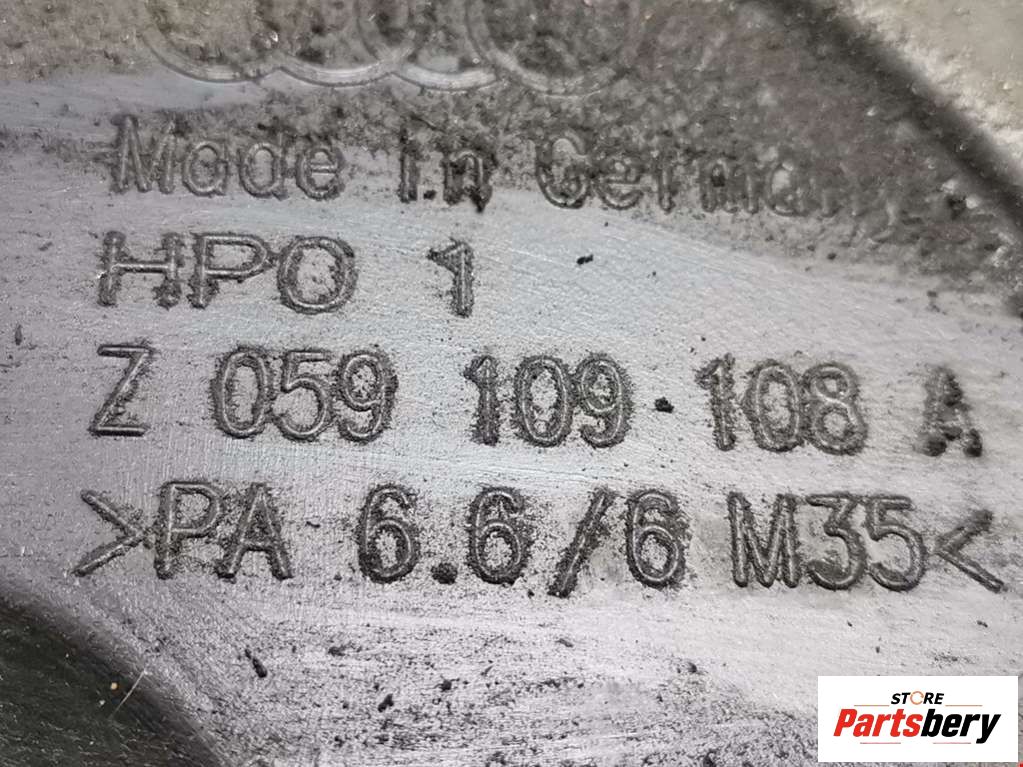 Made in German
HPO 1
Z 059 109 108 A
>PA 6.6/6 M35<
STORE
Partsbery